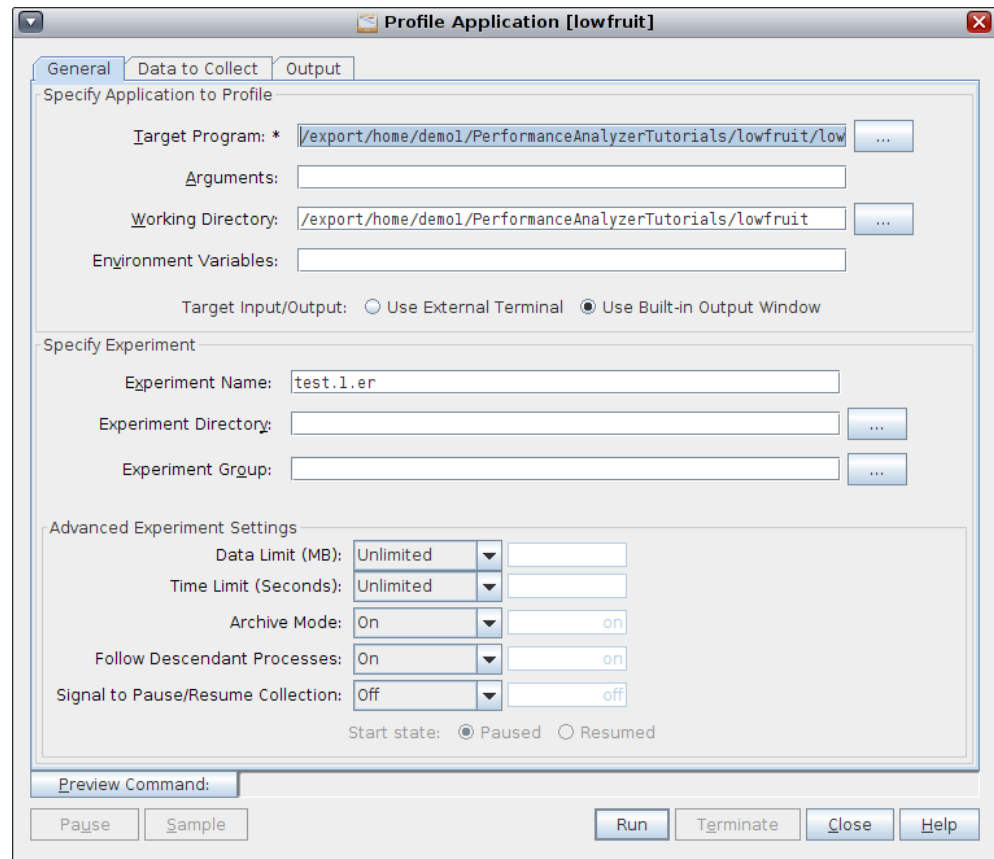 Profile Application [lowfruit]
General Data to Collect Output
Specify Application to Profile
Target Program: * /export/home/demo1/PerformanceAnalyzerTutorials/lowfruit/low ...
Arguments:
Working Directory: /export/home/demo1/PerformanceAnalyzerTutorials/lowfruit ...
Environment Variables:
Target Input/Output: Use External Terminal Use Built-in Output Window
Specify Experiment
Experiment Name: test.1.er
Experiment Directory: ...
Experiment Group: ...
Advanced Experiment Settings
Data Limit (MB): Unlimited
Time Limit (Seconds): Unlimited
Archive Mode: On on
Follow Descendant Processes: On on
Signal to Pause/Resume Collection: Off off
Start state: Paused Resumed
Preview Command:
Pause Sample Run Terminate Close Help